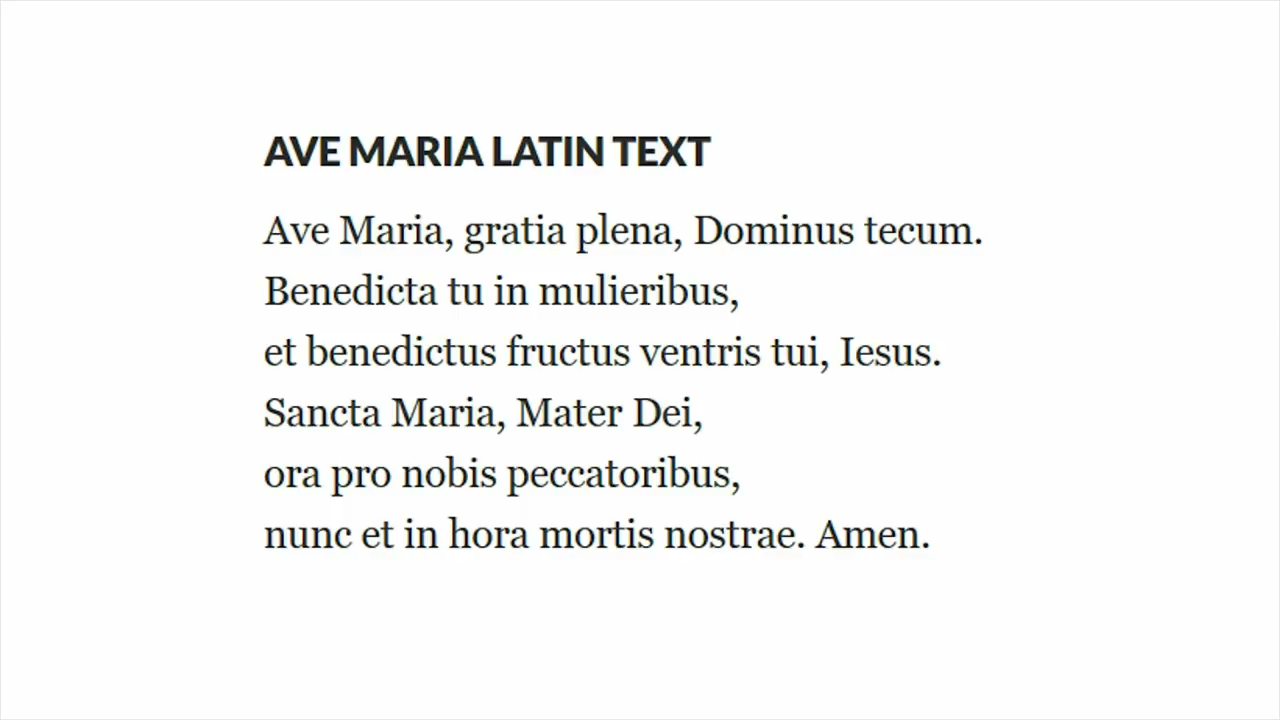 AVE MARIA LATIN TEXT
Ave Maria, gratia plena, Dominus tecum.
Benedicta tu in mulieribus,
et benedictus fructus ventris tui, Iesus.
Sancta Maria, Mater Dei,
ora pro nobis peccatoribus,
nunc et in hora mortis nostrae. Amen.